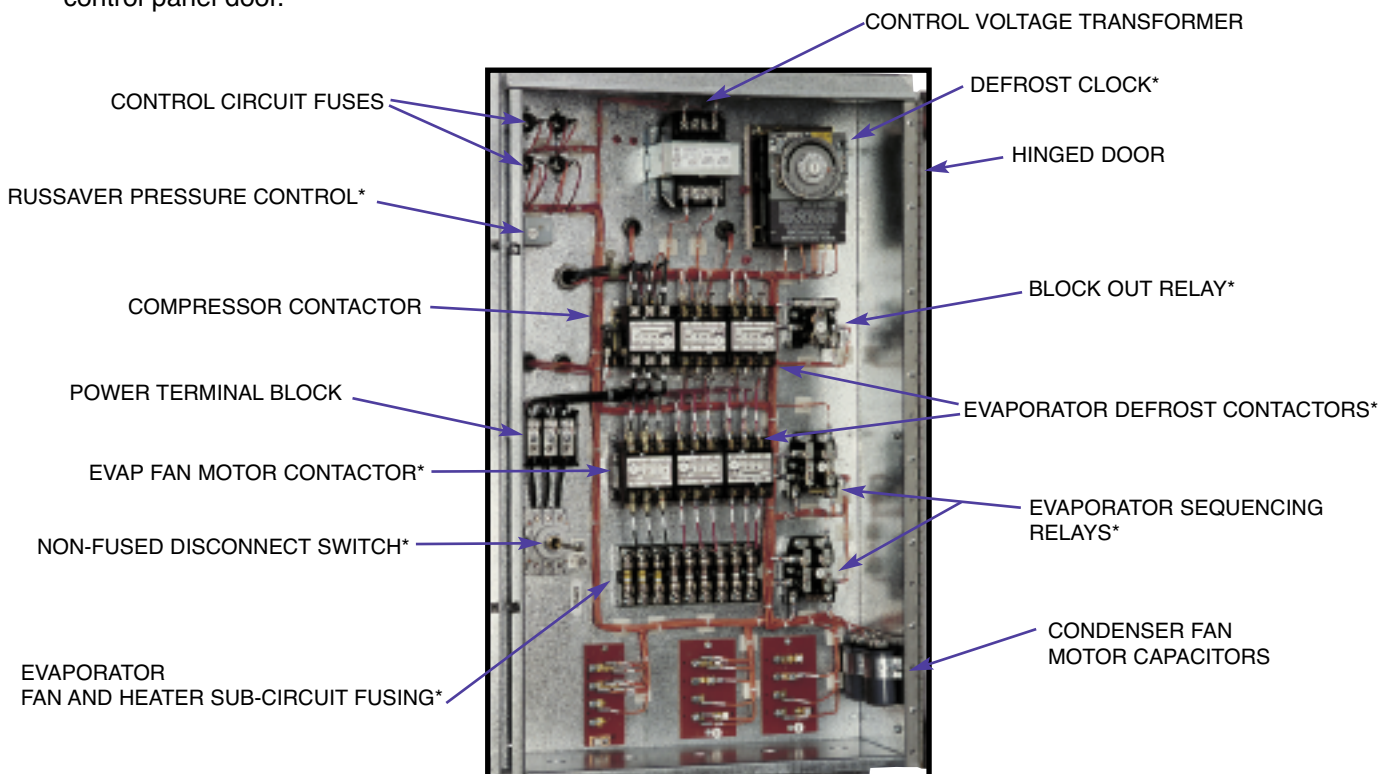 control panel door.
CONTROL VOLTAGE TRANSFORMER
DEFROST CLOCK*
CONTROL CIRCUIT FUSES
HINGED DOOR
RUSSAVER PRESSURE CONTROL*
BLOCK OUT RELAY*
COMPRESSOR CONTACTOR
POWER TERMINAL BLOCK
EVAPORATOR DEFROST CONTACTORS*
EVAP FAN MOTOR CONTACTOR*
EVAPORATOR SEQUENCING
RELAYS*
NON-FUSED DISCONNECT SWITCH*
CONDENSER FAN
MOTOR CAPACITORS
EVAPORATOR
FAN AND HEATER SUB-CIRCUIT FUSING*